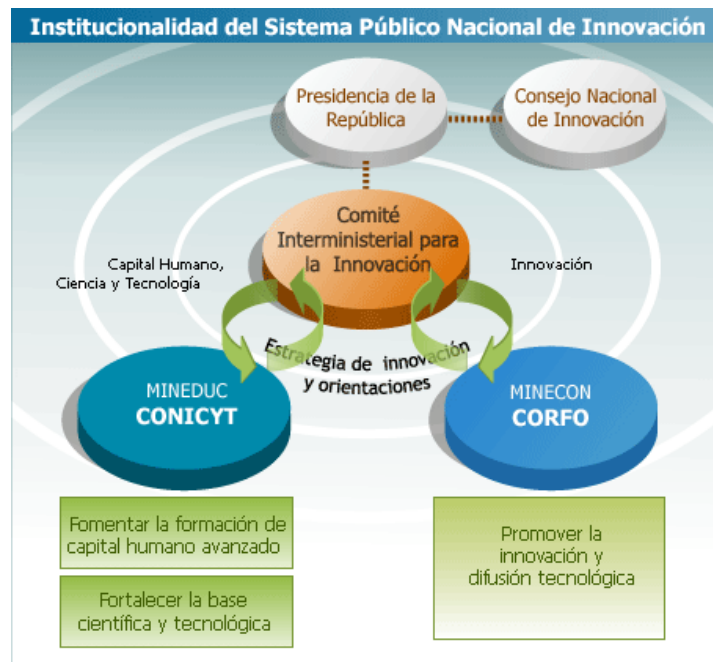 Institucionalidad del Sistema Público Nacional de Innovación
Presidencia de la
República
Consejo Nacional
de Innovación
Comité
Interministerial para
la Innovación
Capital Humano,
Ciencia y Tecnología
Innovación
Estrategia de innovación
y orientaciones
MINEDUC
CONICYT
MINECON
CORFO
Fomentar la formación de
capital humano avanzado
Fortalecer la base
científica y tecnológica
Promover la
innovación y
difusión tecnológica